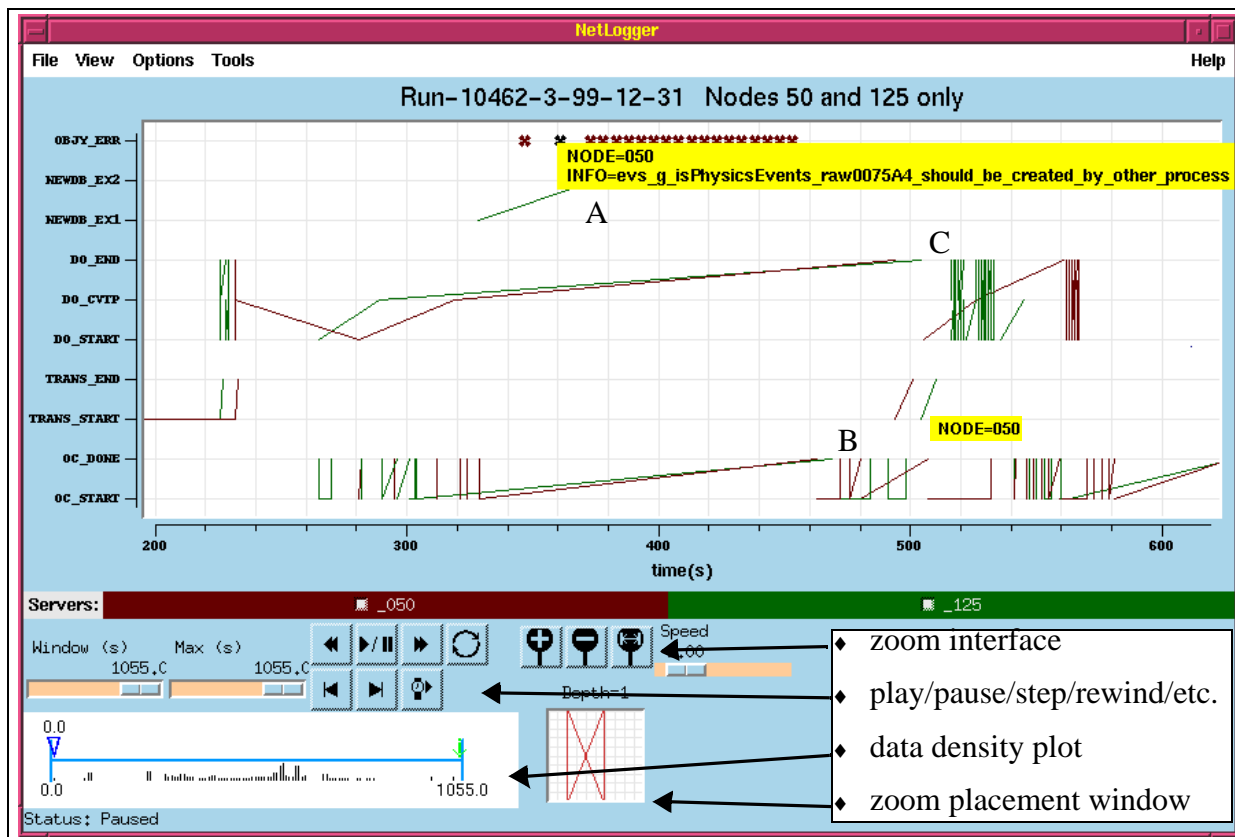 NetLogger
File View Options Tools Help
Run-10462-3-99-12-31 Nodes 50 and 125 only
OBJY_ERR
NODE=050
INFO=evs_g_isPhysicsEvents_raw0075A4_should_be_created_by_other_process
NEWDB_EX2
NEWDB_EX1
A
C
DO_END
DO_CVTP
DO_START
TRANS_END
TRANS_START
NODE=050
B
OC_DONE
OC_START
200 300 400 500 600
time(s)
Servers: _050 _125
Window (s) Max (s) Speed
1055.0 1055.0 .00
Depth=1
♦ zoom interface
♦ play/pause/step/rewind/etc.
♦ data density plot
♦ zoom placement window
0.0
0.0 1055.0
Status: Paused